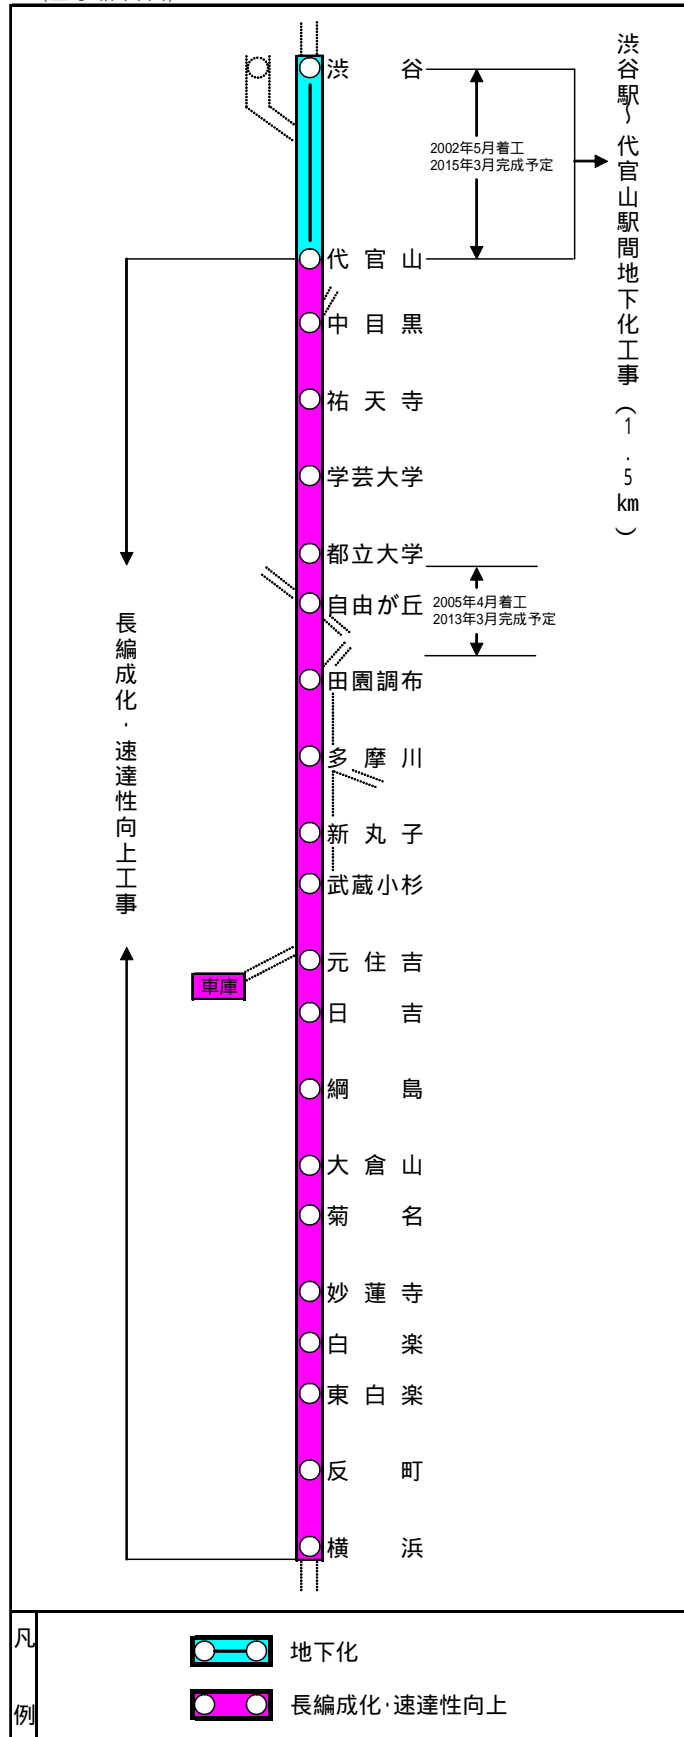 渋谷
代官山
中目黒
祐天寺
学芸大学
都立大学
自由が丘
田園調布
多摩川
新丸子
武蔵小杉
元住吉
日吉
綱島
大倉山
菊名
妙蓮寺
白楽
東白楽
反町
横浜
2002年5月着工
2015年3月完成予定
渋谷駅~代官山駅間地下化工事(1.5km)
2005年4月着工
2013年3月完成予定
長編成化・速達性向上工事
車庫
凡例
地下化
長編成化・速達性向上